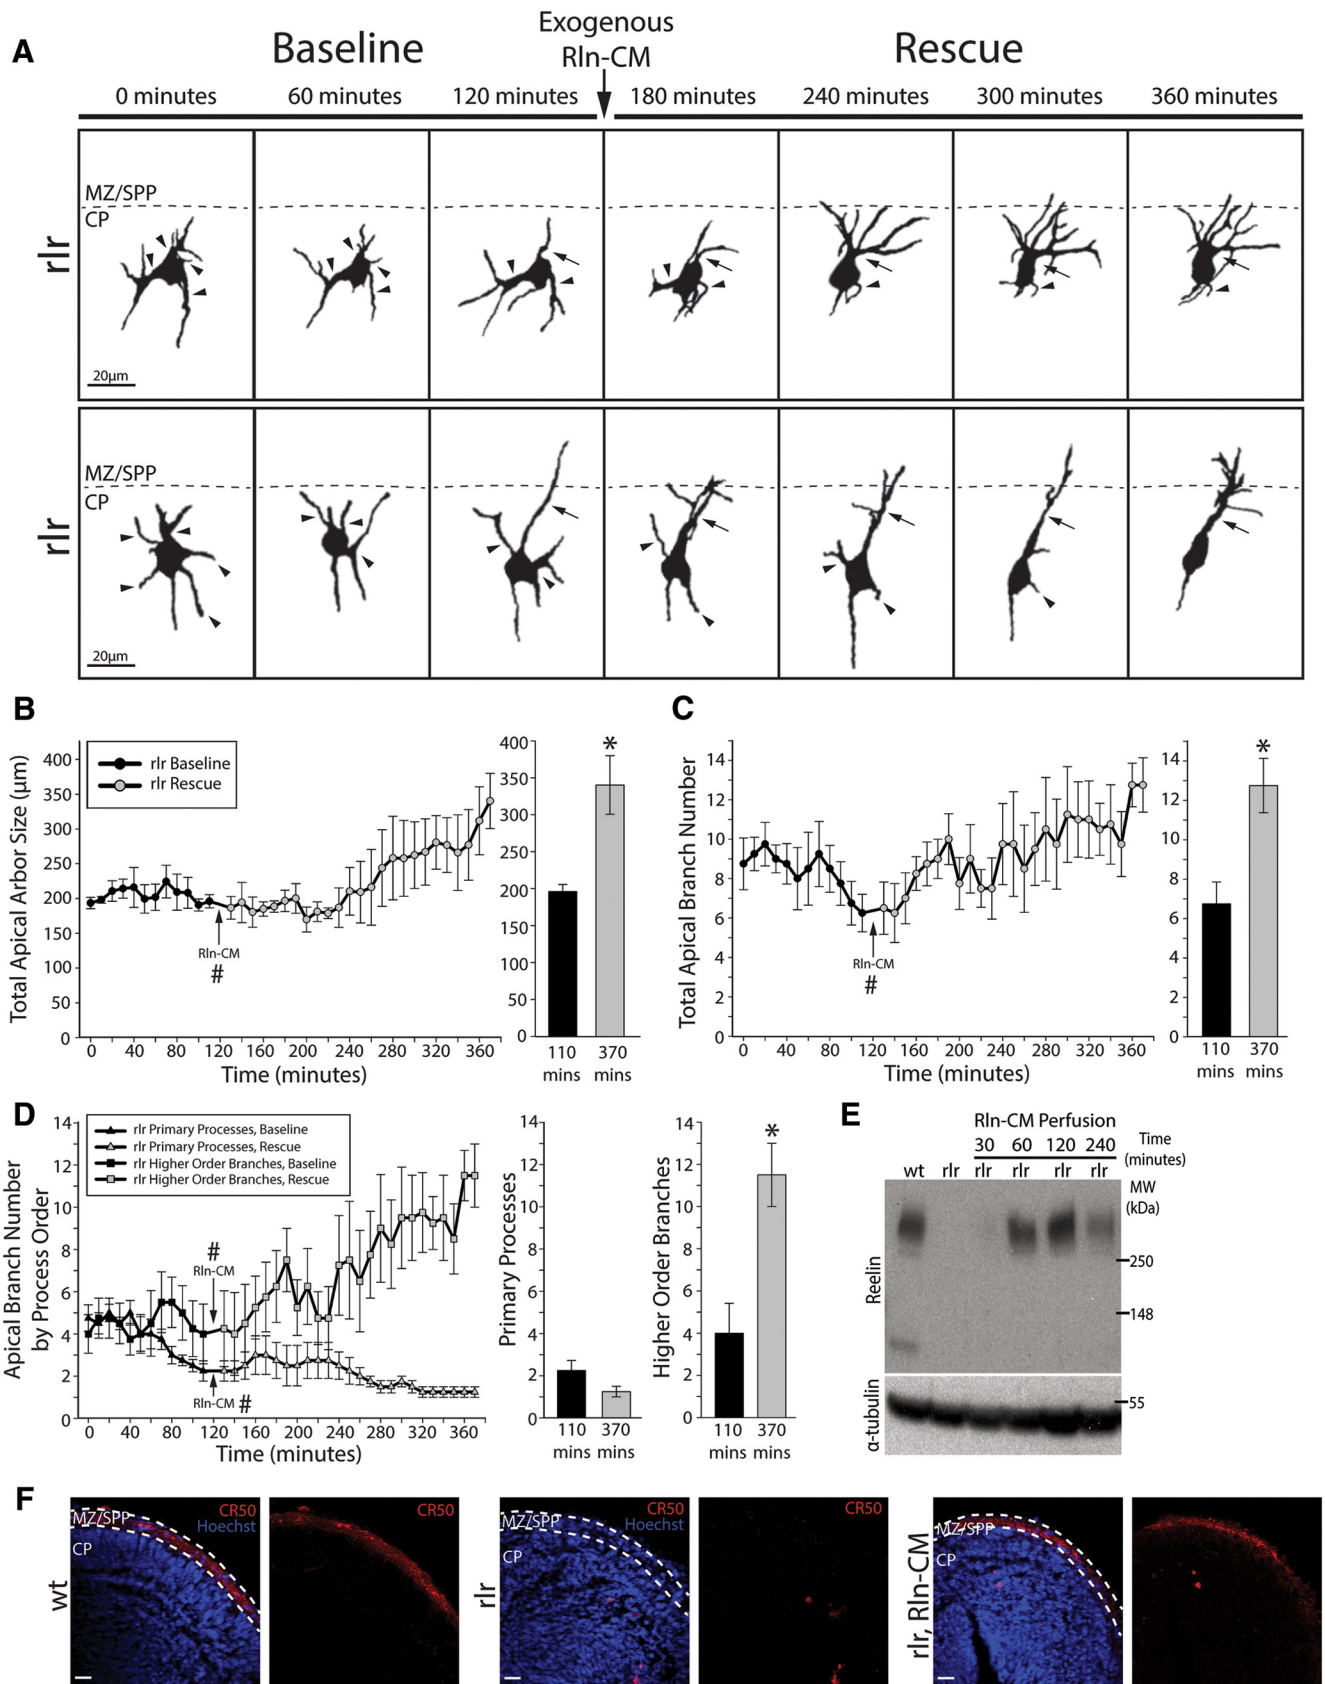 A
Baseline
Exogenous
Rln-CM
Rescue
0 minutes 60 minutes 120 minutes 180 minutes 240 minutes 300 minutes 360 minutes
rlr
MZ/SPP
CP
20μm
rlr
MZ/SPP
CP
20μm
B
Total Apical Arbor Size (μm)
400
350
300
250
200
150
100
50
0
rlr Baseline
rlr Rescue
Rln-CM
#
0 40 80 120 160 200 240 280 320 360
Time (minutes)
400
350
300
250
200
150
100
50
0
*
110 370
mins mins
C
Total Apical Branch Number
14
12
10
8
6
4
2
0
Rln-CM
#
0 40 80 120 160 200 240 280 320 360
Time (minutes)
14
12
10
8
6
4
2
0
*
110 370
mins mins
D
Apical Branch Number
by Process Order
14
12
10
8
6
4
2
0
rlr Primary Processes, Baseline
rlr Primary Processes, Rescue
rlr Higher Order Branches, Baseline
rlr Higher Order Branches, Rescue
#
Rln-CM
Rln-CM #
0 40 80 120 160 200 240 280 320 360
Time (minutes)
Primary Processes
14
12
10
8
6
4
2
0
110 370
mins mins
Higher Order Branches
14
12
10
8
6
4
2
0
*
110 370
mins mins
E
Rln-CM Perfusion
30 60 120 240
Time
(minutes)
wt rlr rlr rlr rlr rlr
MW
(kDa)
Reelin
250
148
α-tubulin
55
F
wt
MZ/SPP
CP
CR50
Hoechst
CR50
rlr
MZ/SPP
CP
CR50
Hoechst
CR50
rlr, Rln-CM
MZ/SPP
CP